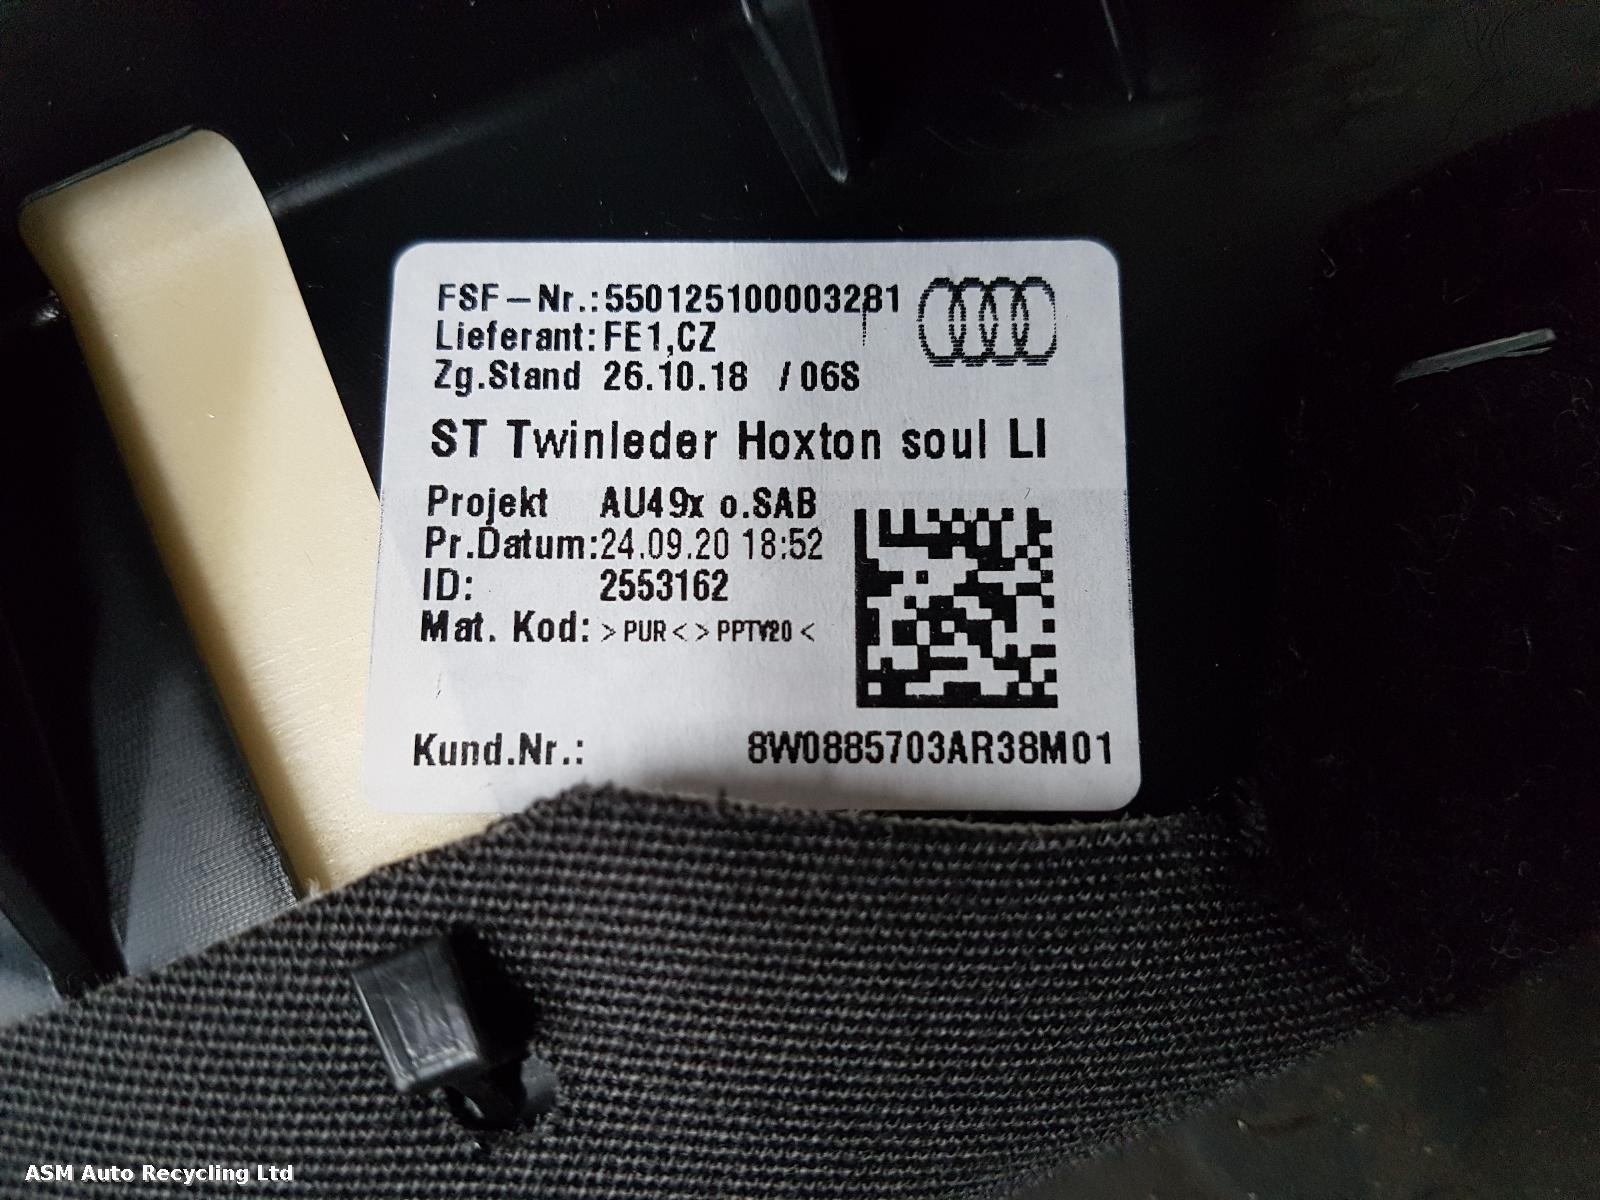 FSF-Nr.:550125100003281
Lieferant:FE1,CZ
Zg.Stand 26.10.18 /06S
ST Twinleder Hoxton soul LI
Projekt AU49x o.SAB
Pr.Datum:24.09.20 18:52
ID: 2553162
Mat. Kod: >PUR<>PPTV20<
Kund.Nr.: 8W0885703AR38M01
ASM Auto Recycling Ltd